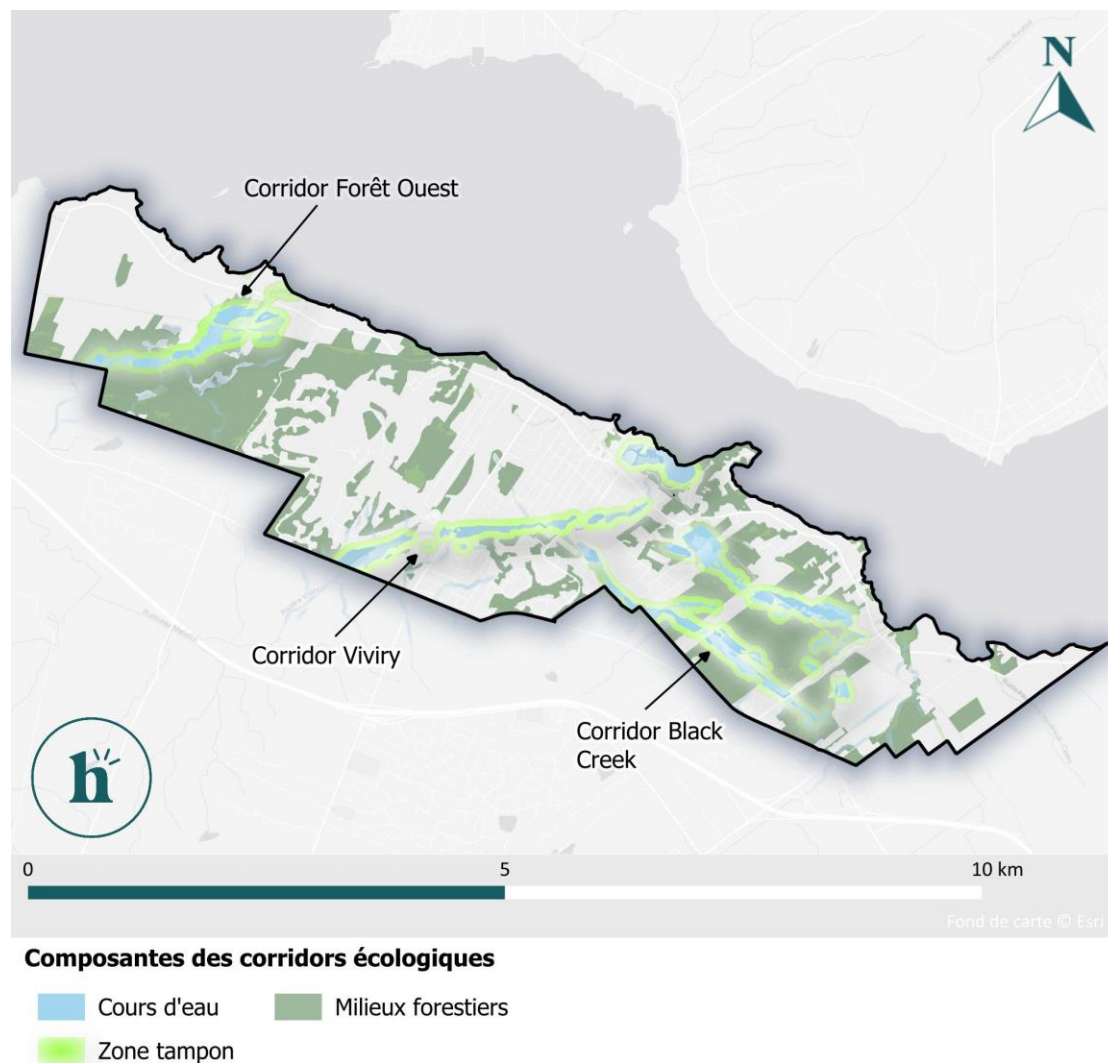 N
Corridor Forêt Ouest
Corridor Viviry
Corridor Black
Creek
h
0
5
10 km
Fond de carte © Esri
Composantes des corridors écologiques
Cours d'eau
Milieux forestiers
Zone tampon